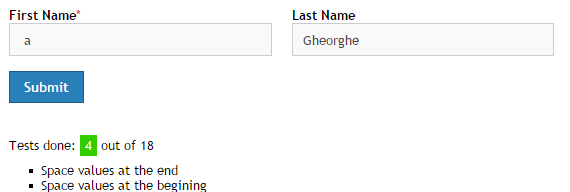 First Name* Last Name
a Gheorghe
Submit
Tests done: 4 out of 18
Space values at the end
Space values at the begining